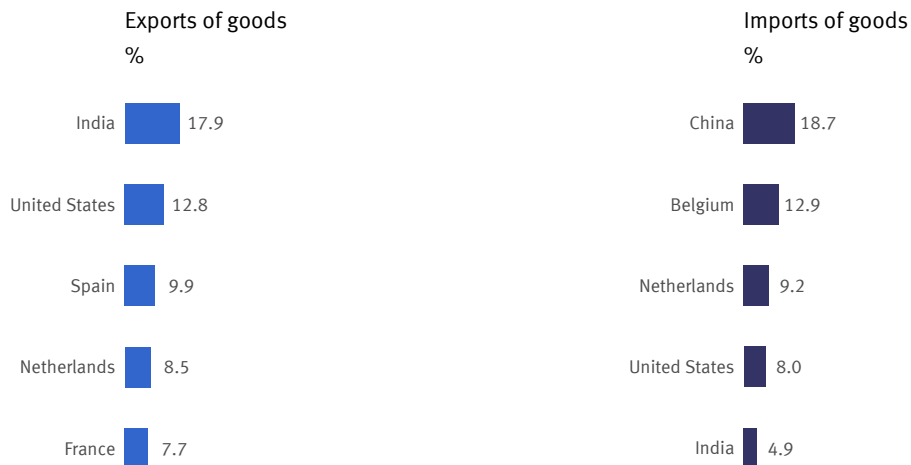 Exports of goods
%
India 17.9
United States 12.8
Spain 9.9
Netherlands 8.5
France 7.7
Imports of goods
%
China 18.7
Belgium 12.9
Netherlands 9.2
United States 8.0
India 4.9